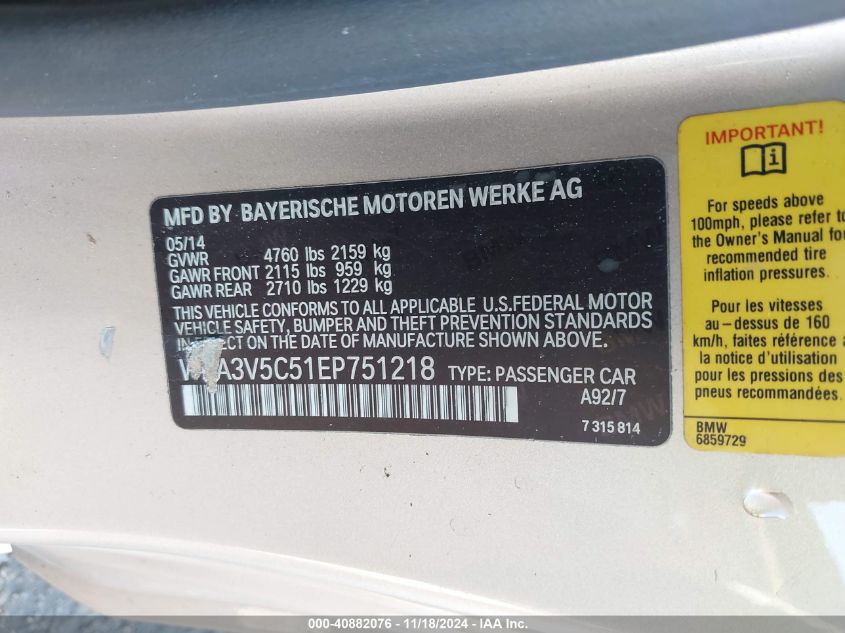 MFD BY BAYERISCHE MOTOREN WERKE AG
05/14
GVWR 4760 lbs 2159 kg
GAWR FRONT 2115 lbs 959 kg
GAWR REAR 2710 lbs 1229 kg
THIS VEHICLE CONFORMS TO ALL APPLICABLE U.S.FEDERAL MOTOR
VEHICLE SAFETY, BUMPER AND THEFT PREVENTION STANDARDS
IN EFFECT ON THE DATE OF MANUFACTURE SHOWN ABOVE.
A3V5C51EP751218 TYPE: PASSENGER CAR
A92/7
7 315 814
IMPORTANT!
For speeds above
100mph, please refer to
the Owner's Manual for
recommended tire
inflation pressures.
Pour les vitesses
au-dessus de 160
km/h, faites référence à
la notice d'utilisation
des pressions de
pneus recommandées.
BMW
6859729
000-40882076 - 11/18/2024 - IAAI.com